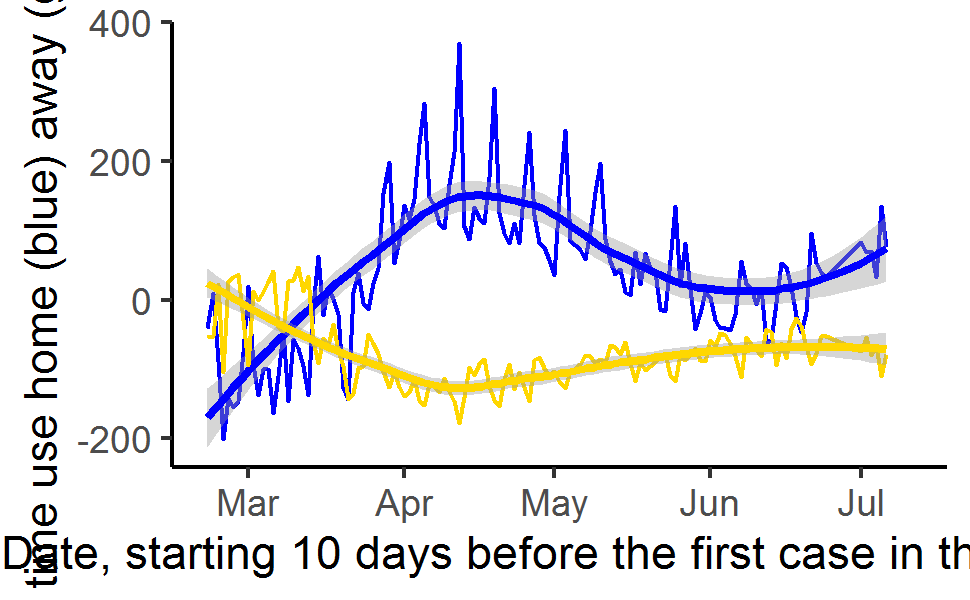 time use home (blue) away (
400
200
0
-200
Mar Apr May Jun Jul
Date, starting 10 days before the first case in th